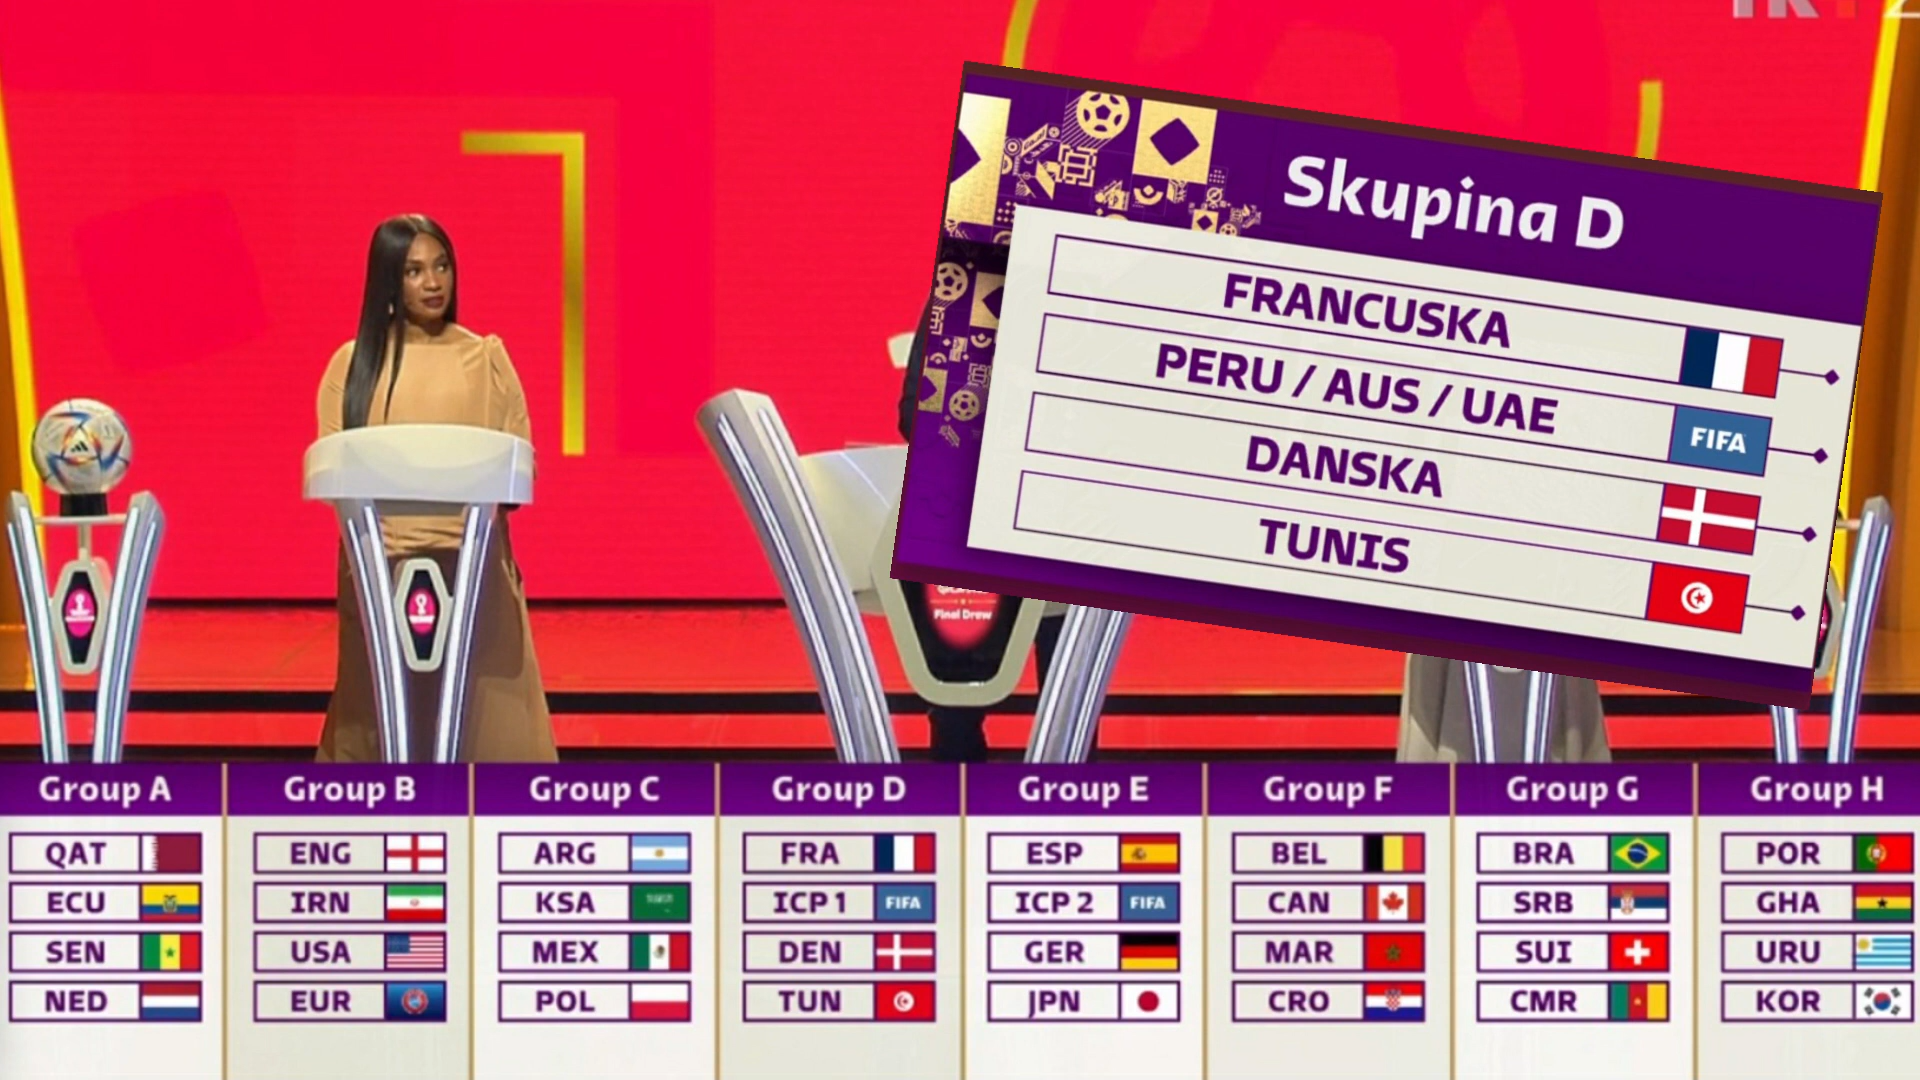 Skupina D
FRANCUSKA
PERU / AUS / UAE
FIFA
DANSKA
TUNIS
Final Draw
Group A
QAT
ECU
SEN
NED
Group B
ENG
IRN
USA
EUR
Group C
ARG
KSA
MEX
POL
Group D
FRA
ICP 1 FIFA
DEN
TUN
Group E
ESP
ICP 2 FIFA
GER
JPN
Group F
BEL
CAN
MAR
CRO
Group G
BRA
SRB
SUI
CMR
Group H
POR
GHA
URU
KOR